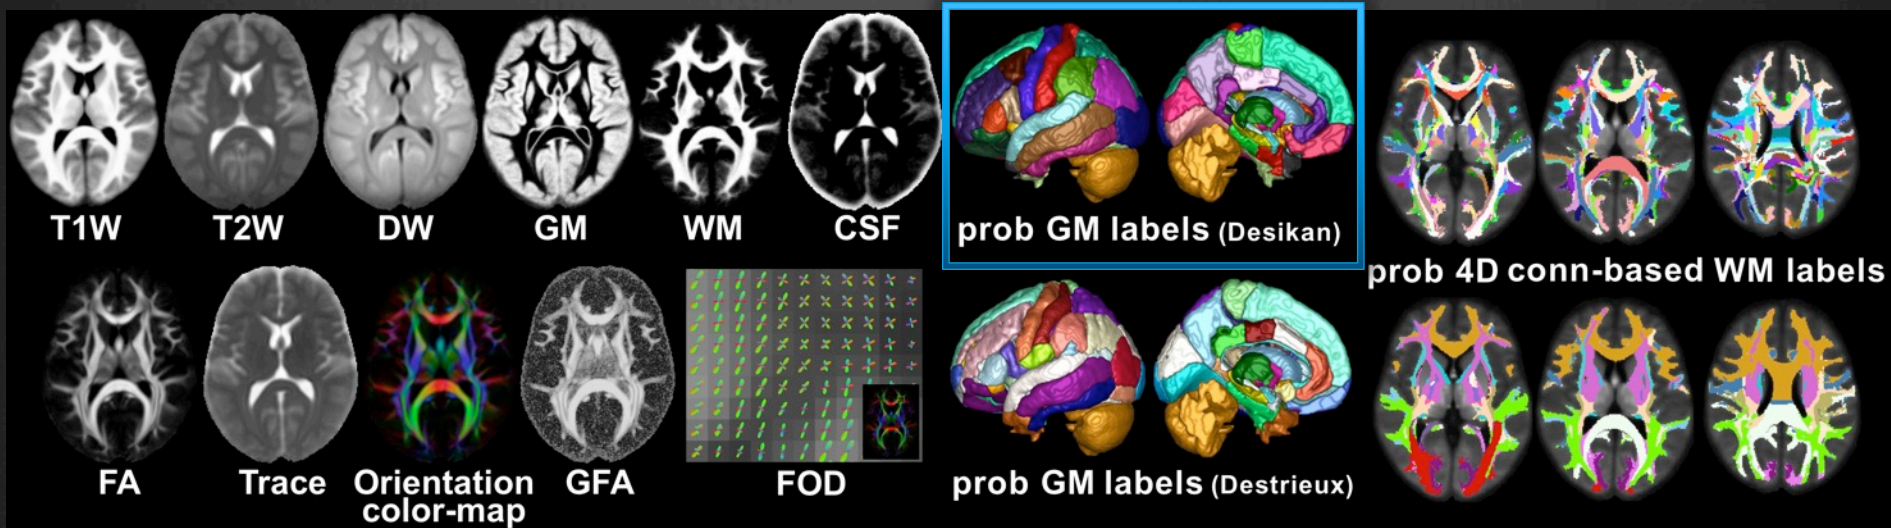 T1W
T2W
DW
GM
WM
CSF
prob GM labels (Desikan)
prob 4D conn-based WM labels
FA
Trace
Orientation
color-map
GFA
FOD
prob GM labels (Destrieux)